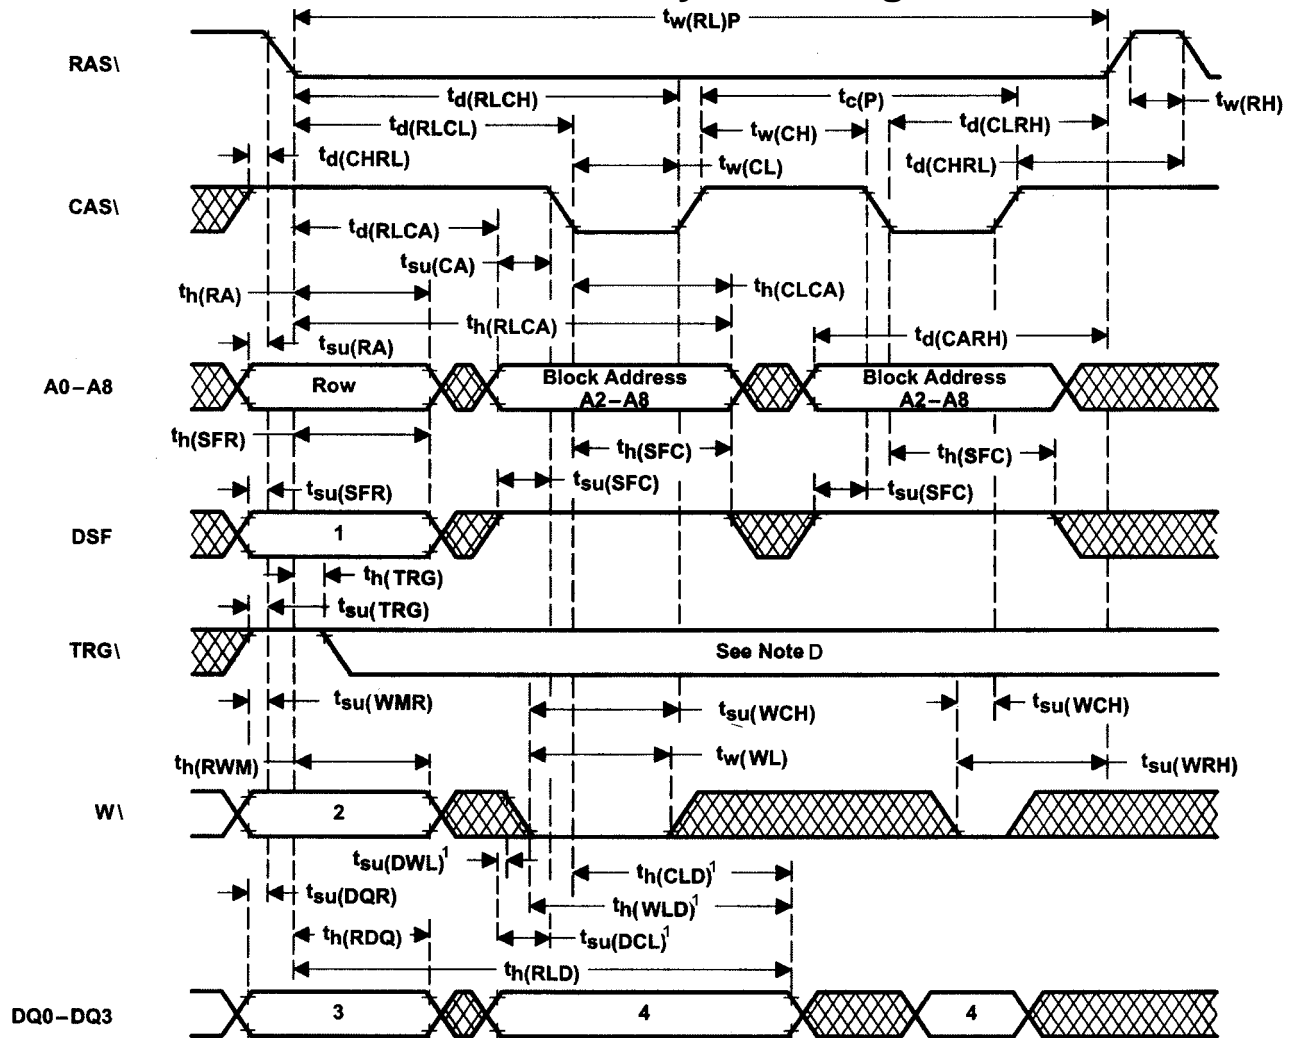 tw(RL)P
RAS\
td(RLCH)
tc(P)
tw(RH)
td(RLCL)
tw(CH)
td(CLRH)
td(CHRL)
tw(CL)
td(CHRL)
CAS\
td(RLCA)
tsu(CA)
th(RA)
th(CLCA)
th(RLCA)
tsu(RA)
td(CARH)
A0–A8
Row
Block Address
A2–A8
Block Address
A2–A8
th(SFR)
th(SFC)
th(SFC)
tsu(SFR)
tsu(SFC)
tsu(SFC)
DSF
1
th(TRG)
tsu(TRG)
TRG\
See Note D
tsu(WMR)
tsu(WCH)
tsu(WCH)
th(RWM)
tw(WL)
tsu(WRH)
W\
2
tsu(DWL)1
th(CLD)1
tsu(DQR)
th(WLD)1
th(RDQ)
tsu(DCL)1
th(RLD)
DQ0–DQ3
3
4
4